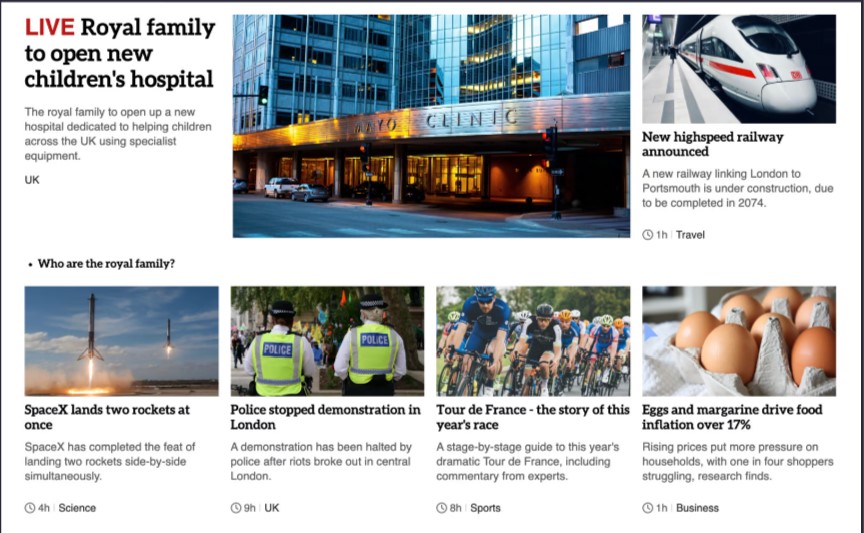 LIVE Royal family
to open new
children's hospital
The royal family to open up a new
hospital dedicated to helping children
across the UK using specialist
equipment.
UK
MAYO CLINIC
New highspeed railway
announced
A new railway linking London to
Portsmouth is under construction, due
to be completed in 2074.
1h | Travel
• Who are the royal family?
POLICE
POLICE
SpaceX lands two rockets at
once
SpaceX has completed the feat of
landing two rockets side-by-side
simultaneously.
4h | Science
Police stopped demonstration in
London
A demonstration has been halted by
police after riots broke out in central
London.
9h | UK
Tour de France - the story of this
year's race
A stage-by-stage guide to this year's
dramatic Tour de France, including
commentary from experts.
8h | Sports
Eggs and margarine drive food
inflation over 17%
Rising prices put more pressure on
households, with one in four shoppers
struggling, research finds.
1h | Business